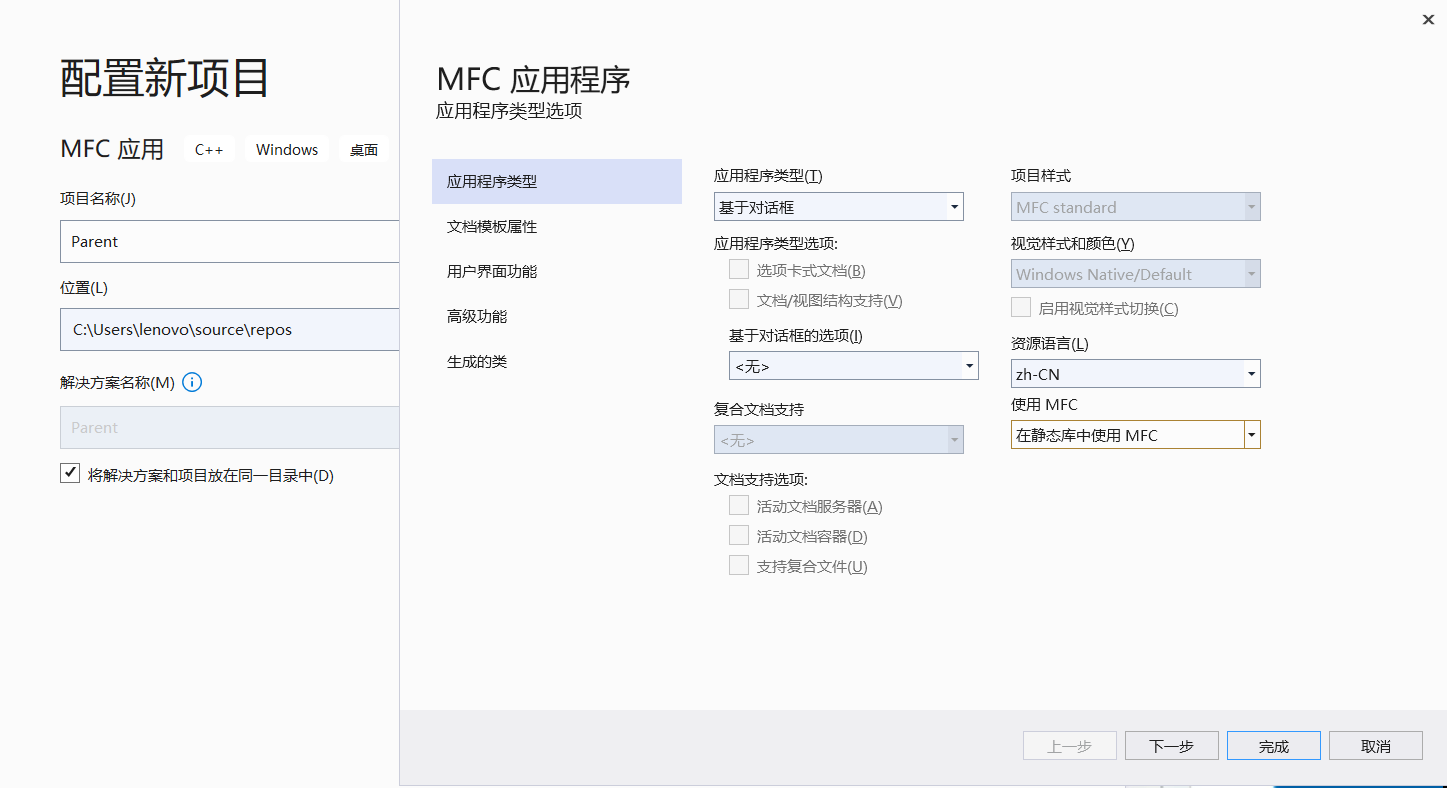 配置新项目
MFC 应用 C++ Windows 桌面
项目名称(J)
Parent
位置(L)
C:\Users\lenovo\source\repos
解决方案名称(M)
Parent
将解决方案和项目放在同一目录中(D)
MFC 应用程序
应用程序类型选项
应用程序类型
文档模板属性
用户界面功能
高级功能
生成的类
应用程序类型(T)
基于对话框
应用程序类型选项:
选项卡式文档(B)
文档/视图结构支持(V)
基于对话框的选项(I)
<无>
复合文档支持
<无>
文档支持选项:
活动文档服务器(A)
活动文档容器(D)
支持复合文件(U)
项目样式
MFC standard
视觉样式和颜色(Y)
Windows Native/Default
启用视觉样式切换(C)
资源语言(L)
zh-CN
使用 MFC
在静态库中使用 MFC
上一步 下一步 完成 取消